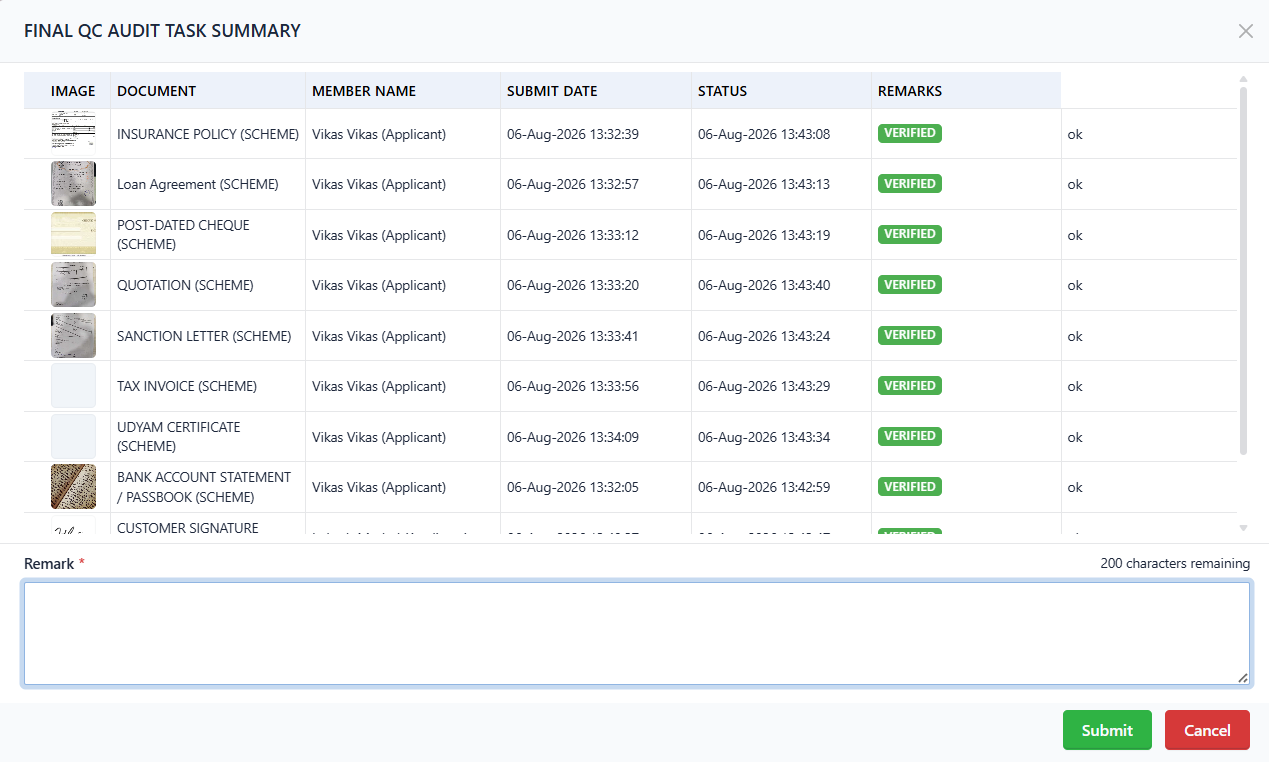 FINAL QC AUDIT TASK SUMMARY
IMAGE DOCUMENT MEMBER NAME SUBMIT DATE STATUS REMARKS
INSURANCE POLICY (SCHEME) Vikas Vikas (Applicant) 06-Aug-2026 13:32:39 06-Aug-2026 13:43:08 VERIFIED ok
Loan Agreement (SCHEME) Vikas Vikas (Applicant) 06-Aug-2026 13:32:57 06-Aug-2026 13:43:13 VERIFIED ok
POST-DATED CHEQUE
(SCHEME) Vikas Vikas (Applicant) 06-Aug-2026 13:33:12 06-Aug-2026 13:43:19 VERIFIED ok
QUOTATION (SCHEME) Vikas Vikas (Applicant) 06-Aug-2026 13:33:20 06-Aug-2026 13:43:40 VERIFIED ok
SANCTION LETTER (SCHEME) Vikas Vikas (Applicant) 06-Aug-2026 13:33:41 06-Aug-2026 13:43:24 VERIFIED ok
TAX INVOICE (SCHEME) Vikas Vikas (Applicant) 06-Aug-2026 13:33:56 06-Aug-2026 13:43:29 VERIFIED ok
UDYAM CERTIFICATE
(SCHEME) Vikas Vikas (Applicant) 06-Aug-2026 13:34:09 06-Aug-2026 13:43:34 VERIFIED ok
BANK ACCOUNT STATEMENT
/ PASSBOOK (SCHEME) Vikas Vikas (Applicant) 06-Aug-2026 13:32:05 06-Aug-2026 13:42:59 VERIFIED ok
CUSTOMER SIGNATURE
Remark * 200 characters remaining
Submit Cancel